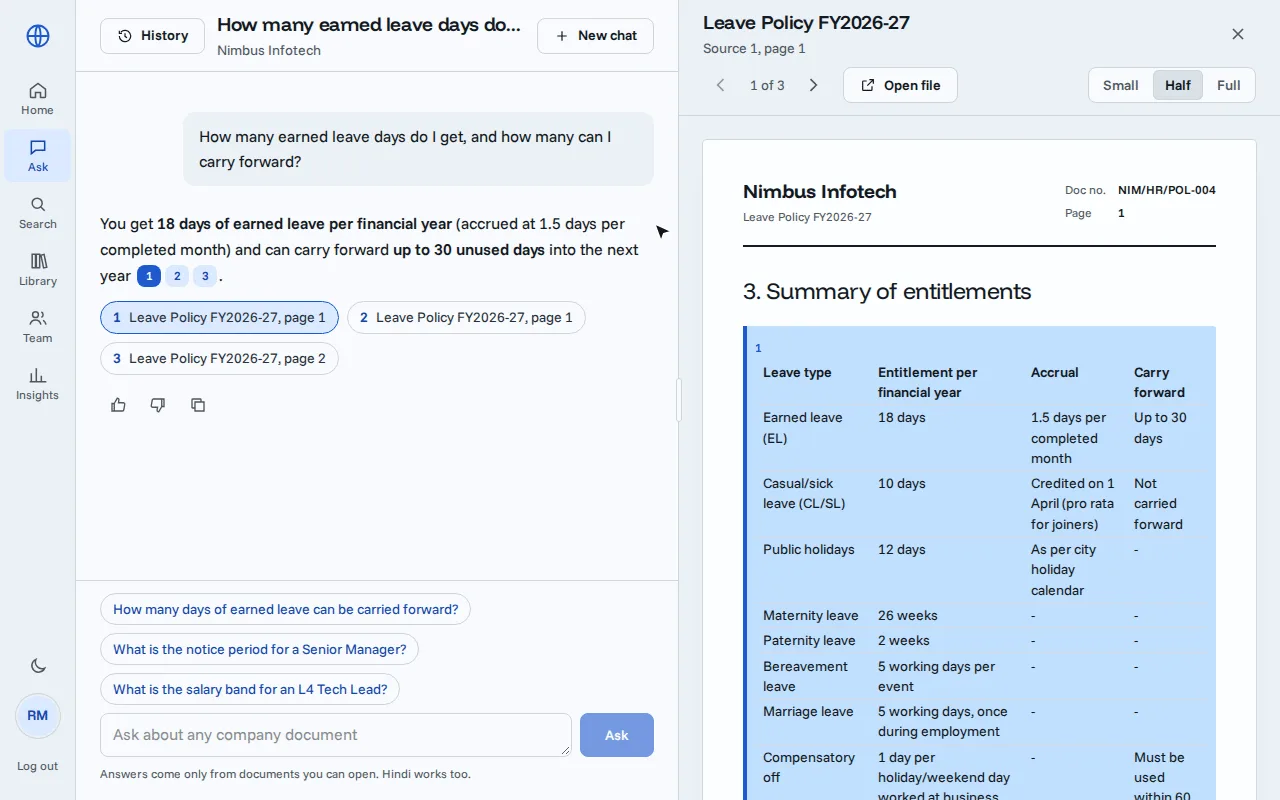 Home
Ask
Search
Library
Team
Insights
RM
Log out
History
How many earned leave days do...
Nimbus Infotech
New chat
How many earned leave days do I get, and how many can I
carry forward?
You get 18 days of earned leave per financial year (accrued at 1.5 days per
completed month) and can carry forward up to 30 unused days into the next
year 1 2 3 .
1 Leave Policy FY2026-27, page 1
2 Leave Policy FY2026-27, page 1
3 Leave Policy FY2026-27, page 2
How many days of earned leave can be carried forward?
What is the notice period for a Senior Manager?
What is the salary band for an L4 Tech Lead?
Ask about any company document
Ask
Answers come only from documents you can open. Hindi works too.
Leave Policy FY2026-27
Source 1, page 1
1 of 3
Open file
Small Half Full
Nimbus Infotech
Leave Policy FY2026-27
Doc no. NIM/HR/POL-004
Page 1
3. Summary of entitlements
1
Leave type Entitlement per financial year Accrual Carry forward
Earned leave (EL) 18 days 1.5 days per completed month Up to 30 days
Casual/sick leave (CL/SL) 10 days Credited on 1 April (pro rata for joiners) Not carried forward
Public holidays 12 days As per city holiday calendar -
Maternity leave 26 weeks - -
Paternity leave 2 weeks - -
Bereavement leave 5 working days per event - -
Marriage leave 5 working days, once during employment - -
Compensatory off 1 day per holiday/weekend day worked at business - Must be used within 60